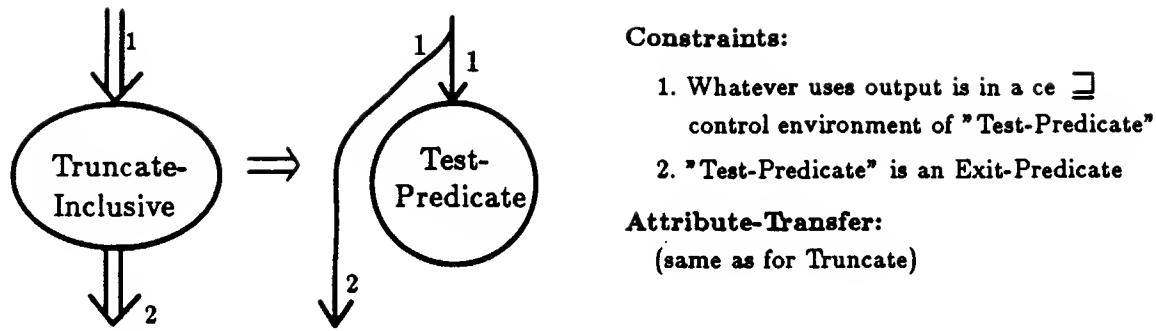 1
Truncate-
Inclusive
2
1
1
Test-
Predicate
2
Constraints:
1. Whatever uses output is in a ce ⊒
control environment of "Test-Predicate"
2. "Test-Predicate" is an Exit-Predicate
Attribute-Transfer:
(same as for Truncate)